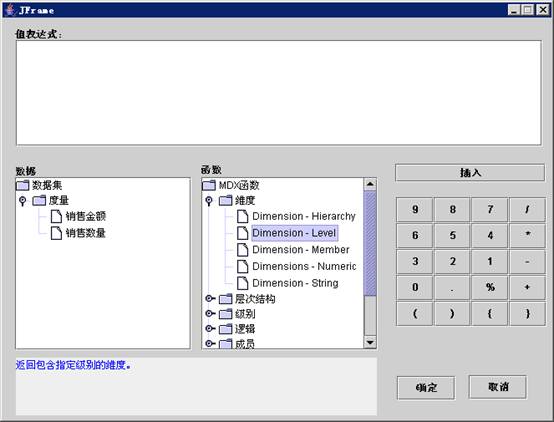 JFrame
值表达式:
数据
数据集
度量
销售金额
销售数量
函数
MDX函数
维度
Dimension - Hierarchy
Dimension - Level
Dimension - Member
Dimensions - Numeric
Dimension - String
层次结构
级别
逻辑
成员
插入
9 8 7 /
6 5 4 *
3 2 1 -
0 . % +
( ) { }
返回包含指定级别的维度。
确定 取消